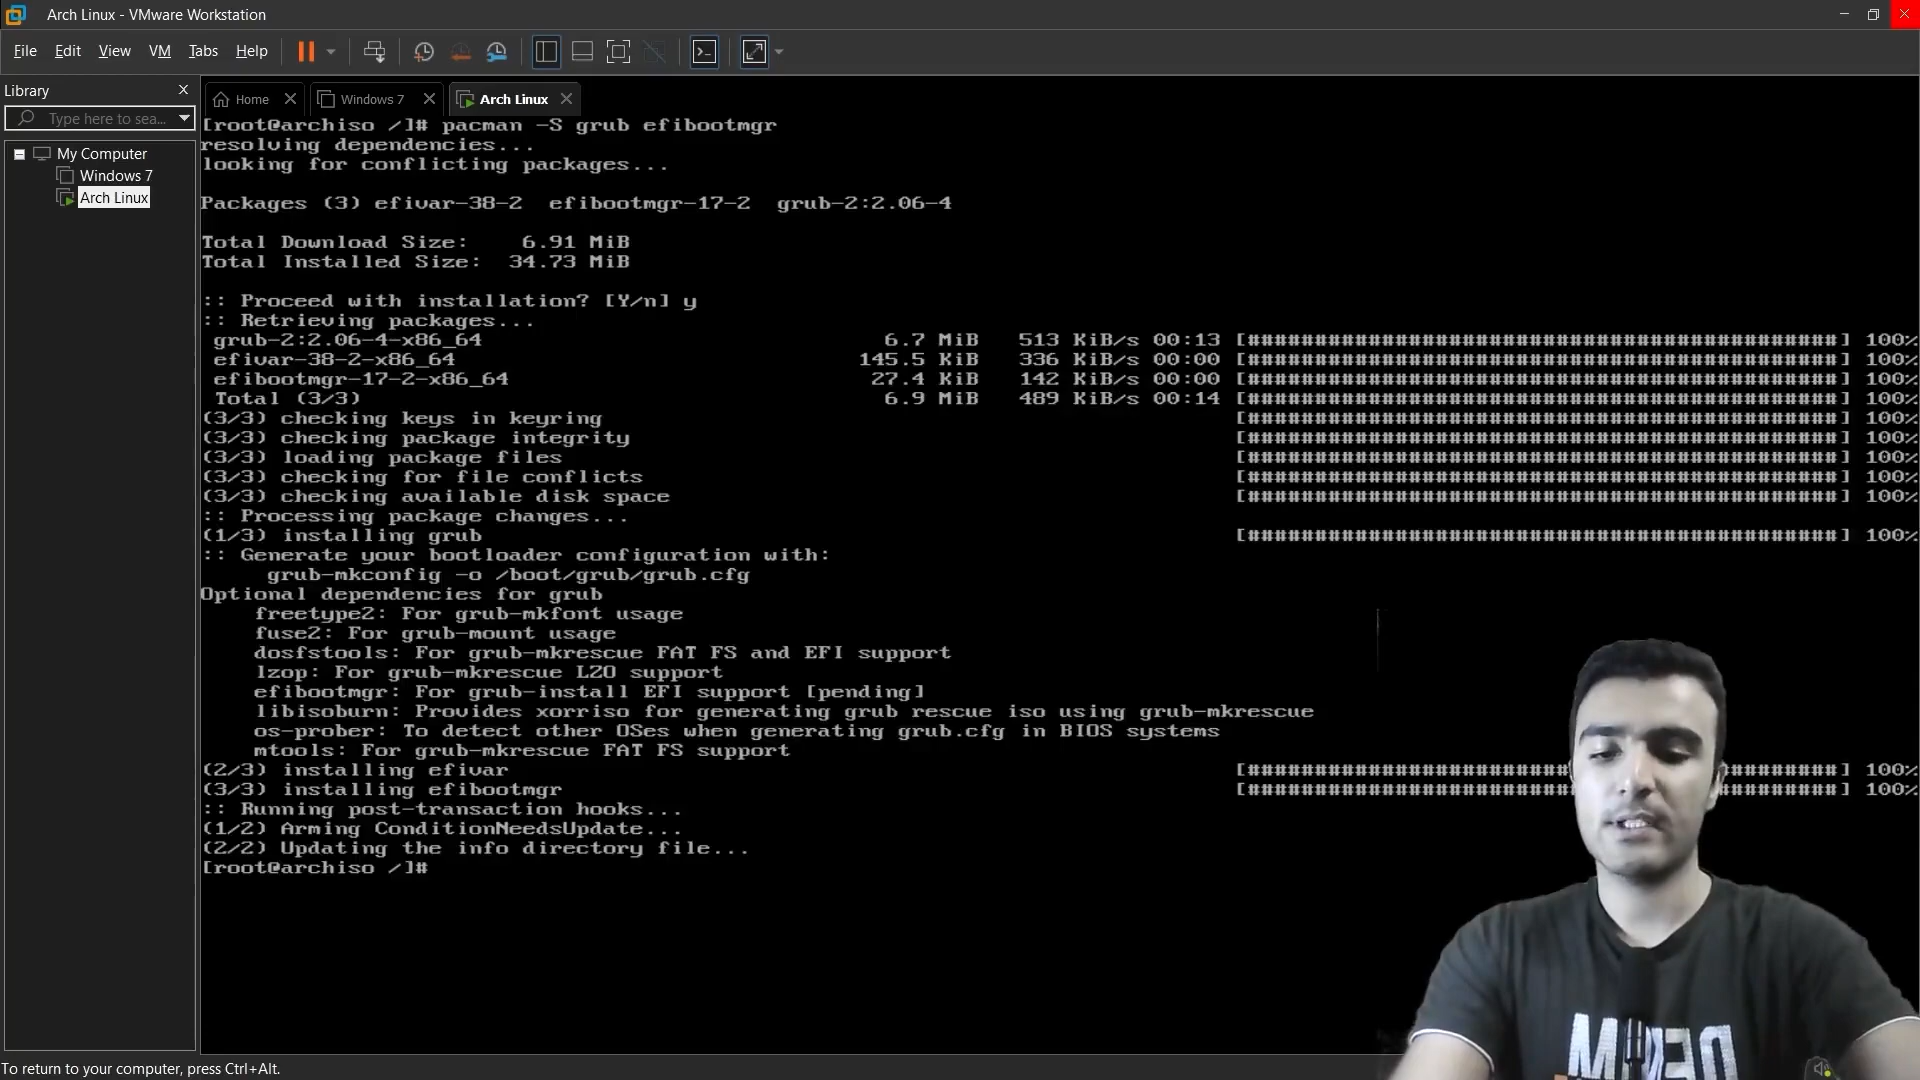 Arch Linux - VMware Workstation
File Edit View VM Tabs Help
Library
Type here to sea...
My Computer
Windows 7
Arch Linux
Home
Windows 7
Arch Linux
[root@archiso /]# pacman -S grub efibootmgr
resolving dependencies...
looking for conflicting packages...
Packages (3) efivar-38-2 efibootmgr-17-2 grub-2:2.06-4
Total Download Size: 6.91 MiB
Total Installed Size: 34.73 MiB
:: Proceed with installation? [Y/n] y
:: Retrieving packages...
grub-2:2.06-4-x86_64 6.7 MiB 513 KiB/s 00:13 [############################################] 100%
efivar-38-2-x86_64 145.5 KiB 336 KiB/s 00:00 [############################################] 100%
efibootmgr-17-2-x86_64 27.4 KiB 142 KiB/s 00:00 [############################################] 100%
Total (3/3) 6.9 MiB 489 KiB/s 00:14 [############################################] 100%
(3/3) checking keys in keyring [############################################] 100%
(3/3) checking package integrity [############################################] 100%
(3/3) loading package files [############################################] 100%
(3/3) checking for file conflicts [############################################] 100%
(3/3) checking available disk space [############################################] 100%
:: Processing package changes...
(1/3) installing grub [############################################] 100%
:: Generate your bootloader configuration with:
grub-mkconfig -o /boot/grub/grub.cfg
Optional dependencies for grub
freetype2: For grub-mkfont usage
fuse2: For grub-mount usage
dosfstools: For grub-mkrescue FAT FS and EFI support
lzop: For grub-mkrescue LZO support
efibootmgr: For grub-install EFI support [pending]
libisoburn: Provides xorriso for generating grub rescue iso using grub-mkrescue
os-prober: To detect other OSes when generating grub.cfg in BIOS systems
mtools: For grub-mkrescue FAT FS support
(2/3) installing efivar [######################## ########] 100%
(3/3) installing efibootmgr [######################## ########] 100%
:: Running post-transaction hooks...
(1/2) Arming ConditionNeedsUpdate...
(2/2) Updating the info directory file...
[root@archiso /]#
To return to your computer, press Ctrl+Alt.